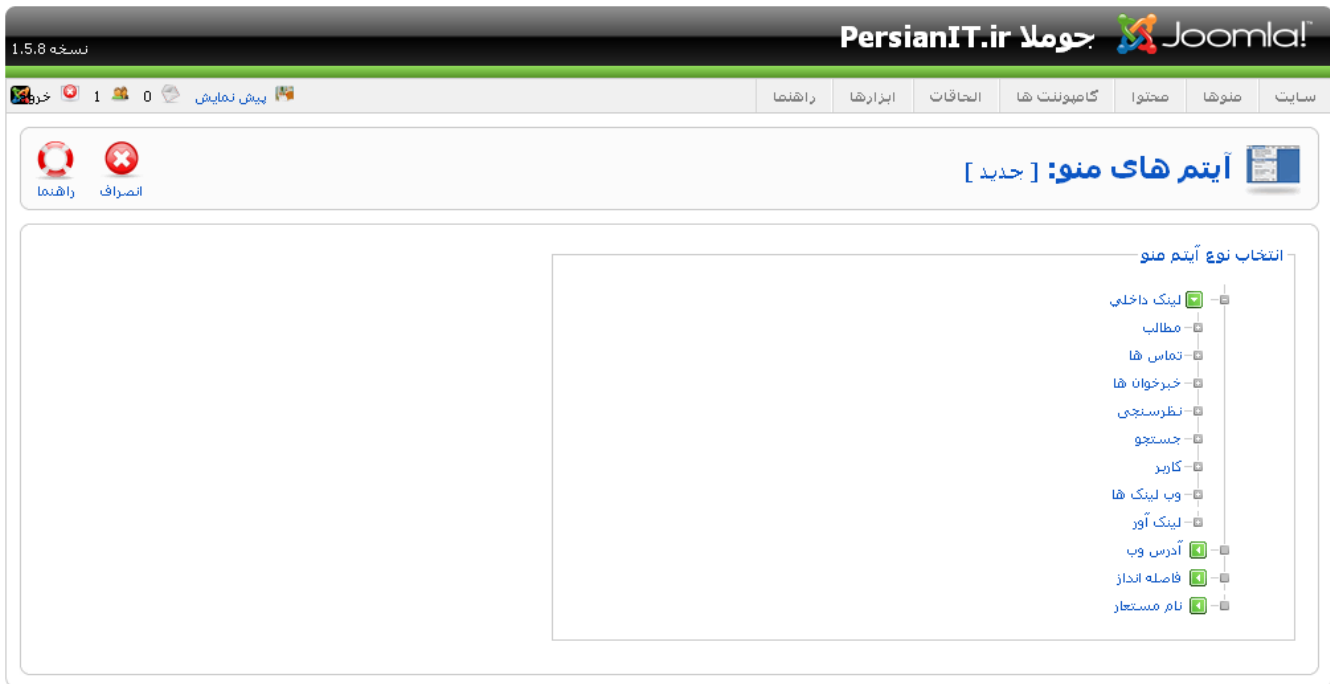 Joomla! جوملا PersianIT.ir
نسخه 1.5.8
سایت منوها محتوا کامپوننت ها الحاقات ابزارها راهنما
پیش نمایش 0 1 خرو
آیتم های منو: [ جدید ]
انصراف راهنما
انتخاب نوع آیتم منو
لینک داخلی
مطالب
تماس ها
خبرخوان ها
نظرسنجی
جستجو
کاربر
وب لینک ها
لینک آور
آدرس وب
فاصله انداز
نام مستعار